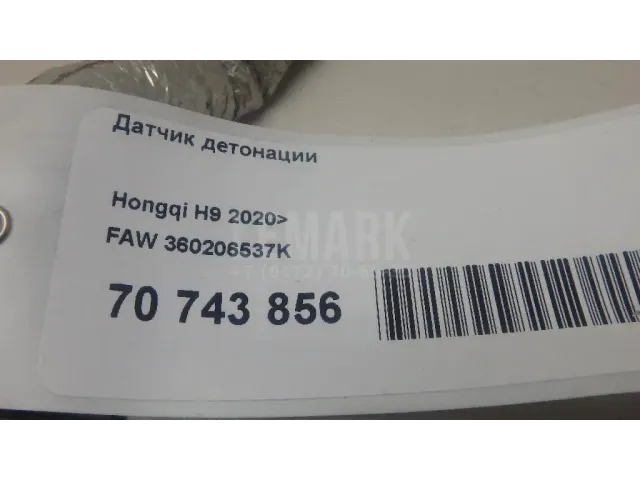 Датчик детонации
Hongqi H9 2020>
FAW 360206537K
70 743 856